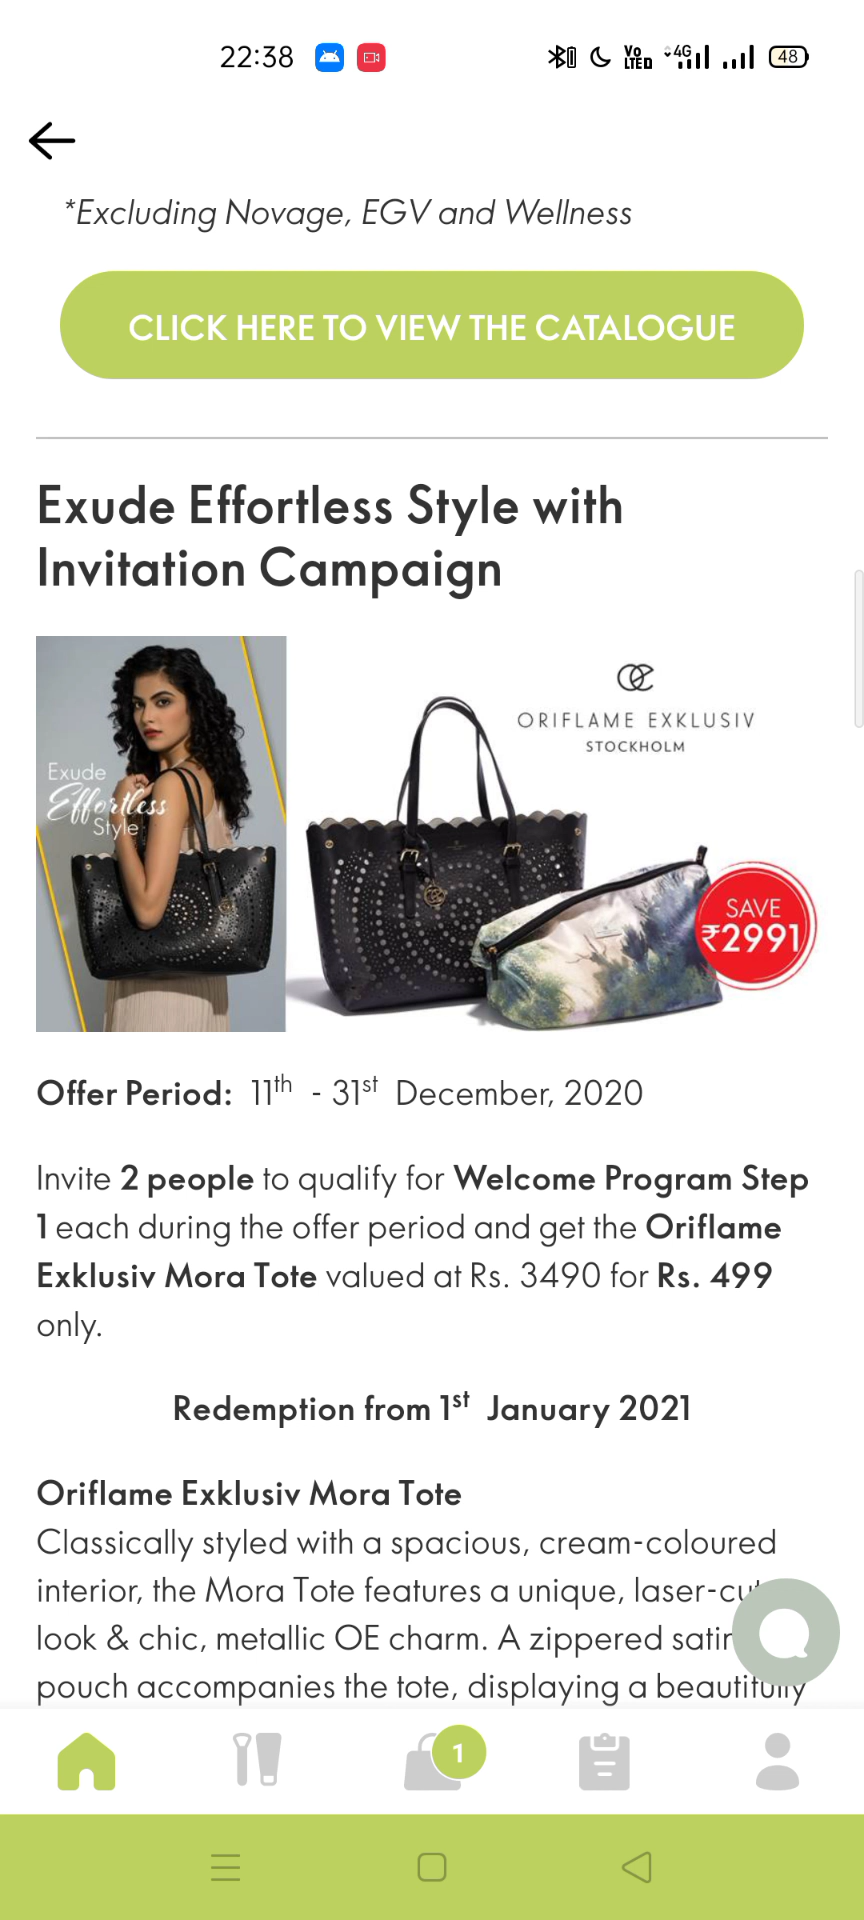 22:38
VO LTED
4G
48
*Excluding Novage, EGV and Wellness
CLICK HERE TO VIEW THE CATALOGUE
Exude Effortless Style with
Invitation Campaign
Exude
Effortless
Style
ORIFLAME EXKLUSIV
STOCKHOLM
SAVE
₹2991
Offer Period: 11th - 31st December, 2020
Invite 2 people to qualify for Welcome Program Step
1 each during the offer period and get the Oriflame
Exklusiv Mora Tote valued at Rs. 3490 for Rs. 499
only.
Redemption from 1st January 2021
Oriflame Exklusiv Mora Tote
Classically styled with a spacious, cream-coloured
interior, the Mora Tote features a unique, laser-cut
look & chic, metallic OE charm. A zippered satin
pouch accompanies the tote, displaying a beautifully
1